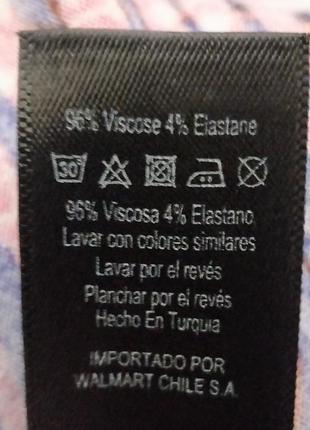 96% Viscose 4% Elastane
30
96% Viscosa 4% Elastano
Lavar con colores similares
Lavar por el revés
Planchar por el revés
Hecho En Turquia
IMPORTADO POR
WALMART CHILE S.A.